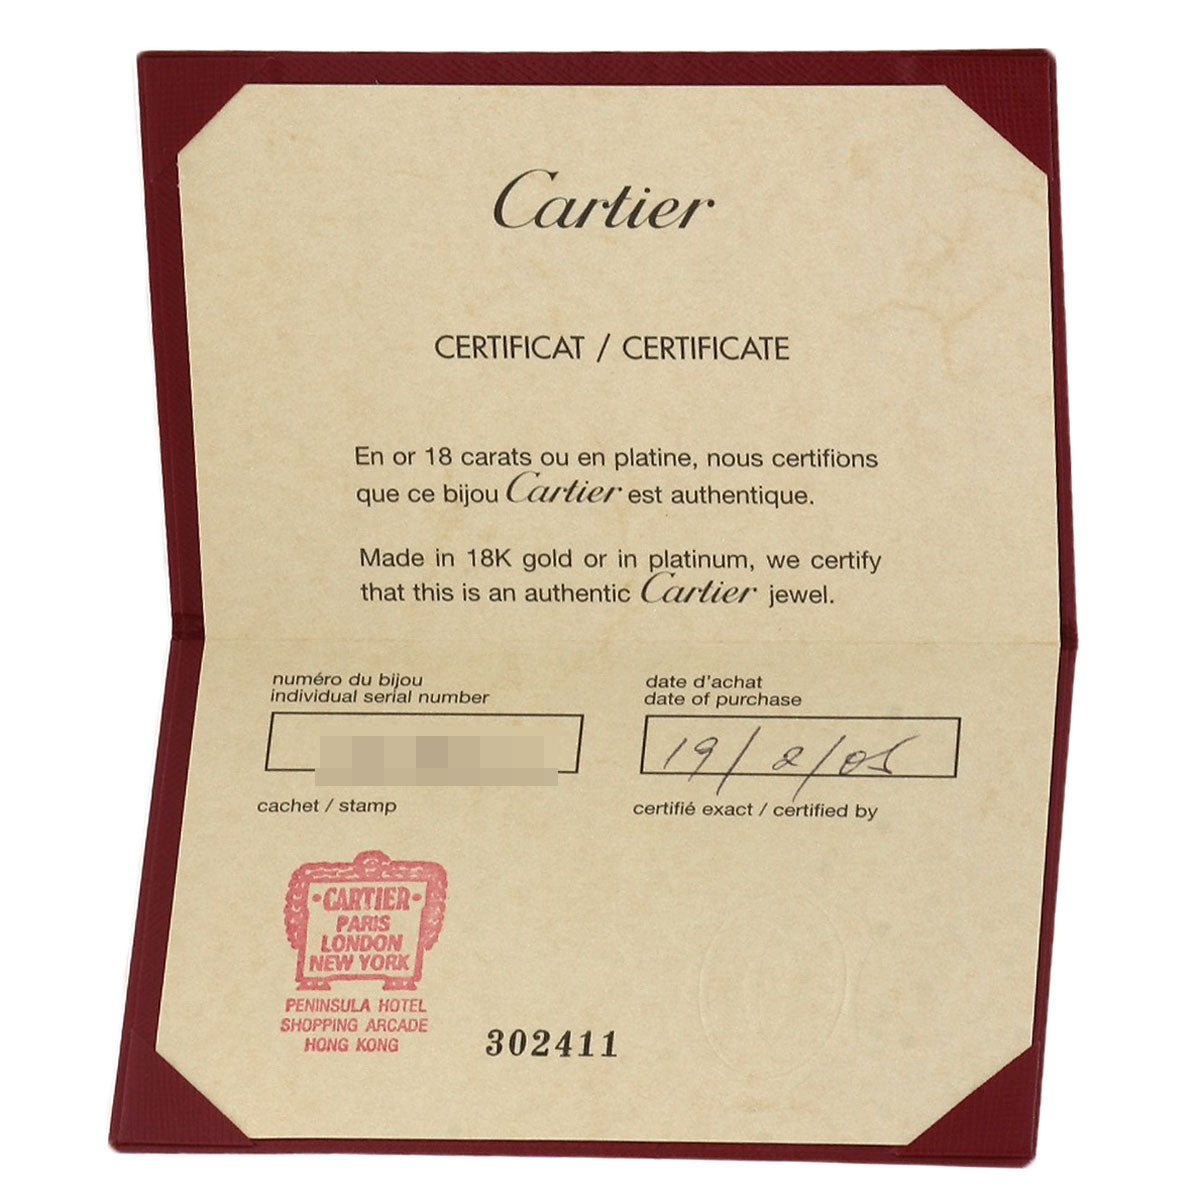 Cartier
CERTIFICAT / CERTIFICATE
En or 18 carats ou en platine, nous certifions
que ce bijou Cartier est authentique.
Made in 18K gold or in platinum, we certify
that this is an authentic Cartier jewel.
numéro du bijou
individual serial number
date d'achat
date of purchase
19/2/05
cachet / stamp
certifié exact / certified by
·CARTIER·
PARIS
LONDON
NEW YORK
PENINSULA HOTEL
SHOPPING ARCADE
HONG KONG
302411